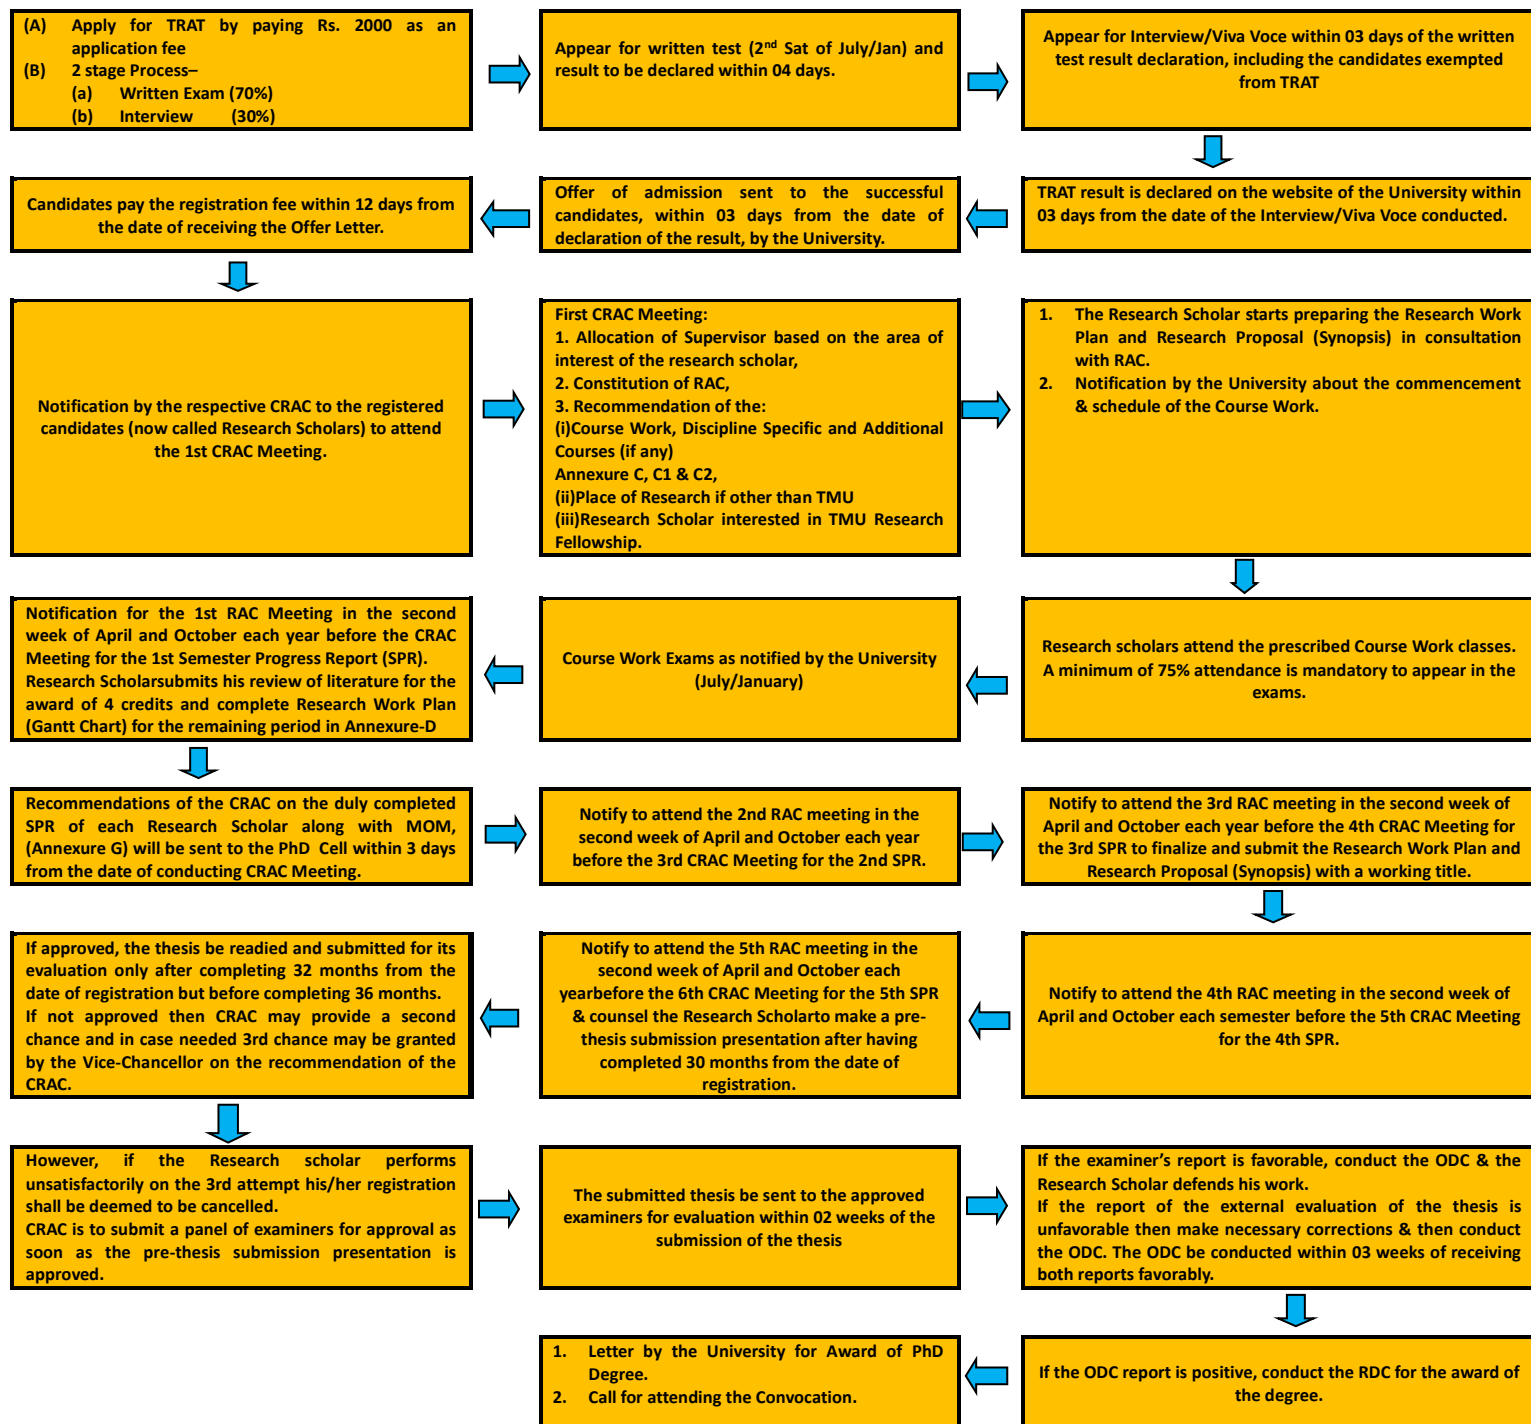 (A) Apply for TRAT by paying Rs. 2000 as an
application fee
(B) 2 stage Process–
(a) Written Exam (70%)
(b) Interview (30%)
Appear for written test (2nd Sat of July/Jan) and
result to be declared within 04 days.
Appear for Interview/Viva Voce within 03 days of the written
test result declaration, including the candidates exempted
from TRAT
TRAT result is declared on the website of the University within
03 days from the date of the Interview/Viva Voce conducted.
Offer of admission sent to the successful
candidates, within 03 days from the date of
declaration of the result, by the University.
Candidates pay the registration fee within 12 days from
the date of receiving the Offer Letter.
Notification by the respective CRAC to the registered
candidates (now called Research Scholars) to attend
the 1st CRAC Meeting.
First CRAC Meeting:
1. Allocation of Supervisor based on the area of
interest of the research scholar,
2. Constitution of RAC,
3. Recommendation of the:
(i)Course Work, Discipline Specific and Additional
Courses (if any)
Annexure C, C1 & C2,
(ii)Place of Research if other than TMU
(iii)Research Scholar interested in TMU Research
Fellowship.
1. The Research Scholar starts preparing the Research Work
Plan and Research Proposal (Synopsis) in consultation
with RAC.
2. Notification by the University about the commencement
& schedule of the Course Work.
Research scholars attend the prescribed Course Work classes.
A minimum of 75% attendance is mandatory to appear in the
exams.
Course Work Exams as notified by the University
(July/January)
Notification for the 1st RAC Meeting in the second
week of April and October each year before the CRAC
Meeting for the 1st Semester Progress Report (SPR).
Research Scholarsubmits his review of literature for the
award of 4 credits and complete Research Work Plan
(Gantt Chart) for the remaining period in Annexure-D
Recommendations of the CRAC on the duly completed
SPR of each Research Scholar along with MOM,
(Annexure G) will be sent to the PhD Cell within 3 days
from the date of conducting CRAC Meeting.
Notify to attend the 2nd RAC meeting in the
second week of April and October each year
before the 3rd CRAC Meeting for the 2nd SPR.
Notify to attend the 3rd RAC meeting in the second week of
April and October each year before the 4th CRAC Meeting for
the 3rd SPR to finalize and submit the Research Work Plan and
Research Proposal (Synopsis) with a working title.
Notify to attend the 4th RAC meeting in the second week of
April and October each semester before the 5th CRAC Meeting
for the 4th SPR.
Notify to attend the 5th RAC meeting in the
second week of April and October each
yearbefore the 6th CRAC Meeting for the 5th SPR
& counsel the Research Scholarto make a pre-
thesis submission presentation after having
completed 30 months from the date of
registration.
If approved, the thesis be readied and submitted for its
evaluation only after completing 32 months from the
date of registration but before completing 36 months.
If not approved then CRAC may provide a second
chance and in case needed 3rd chance may be granted
by the Vice-Chancellor on the recommendation of the
CRAC.
However, if the Research scholar performs
unsatisfactorily on the 3rd attempt his/her registration
shall be deemed to be cancelled.
CRAC is to submit a panel of examiners for approval as
soon as the pre-thesis submission presentation is
approved.
The submitted thesis be sent to the approved
examiners for evaluation within 02 weeks of the
submission of the thesis
If the examiner's report is favorable, conduct the ODC & the
Research Scholar defends his work.
If the report of the external evaluation of the thesis is
unfavorable then make necessary corrections & then conduct
the ODC. The ODC be conducted within 03 weeks of receiving
both reports favorably.
If the ODC report is positive, conduct the RDC for the award of
the degree.
1. Letter by the University for Award of PhD
Degree.
2. Call for attending the Convocation.